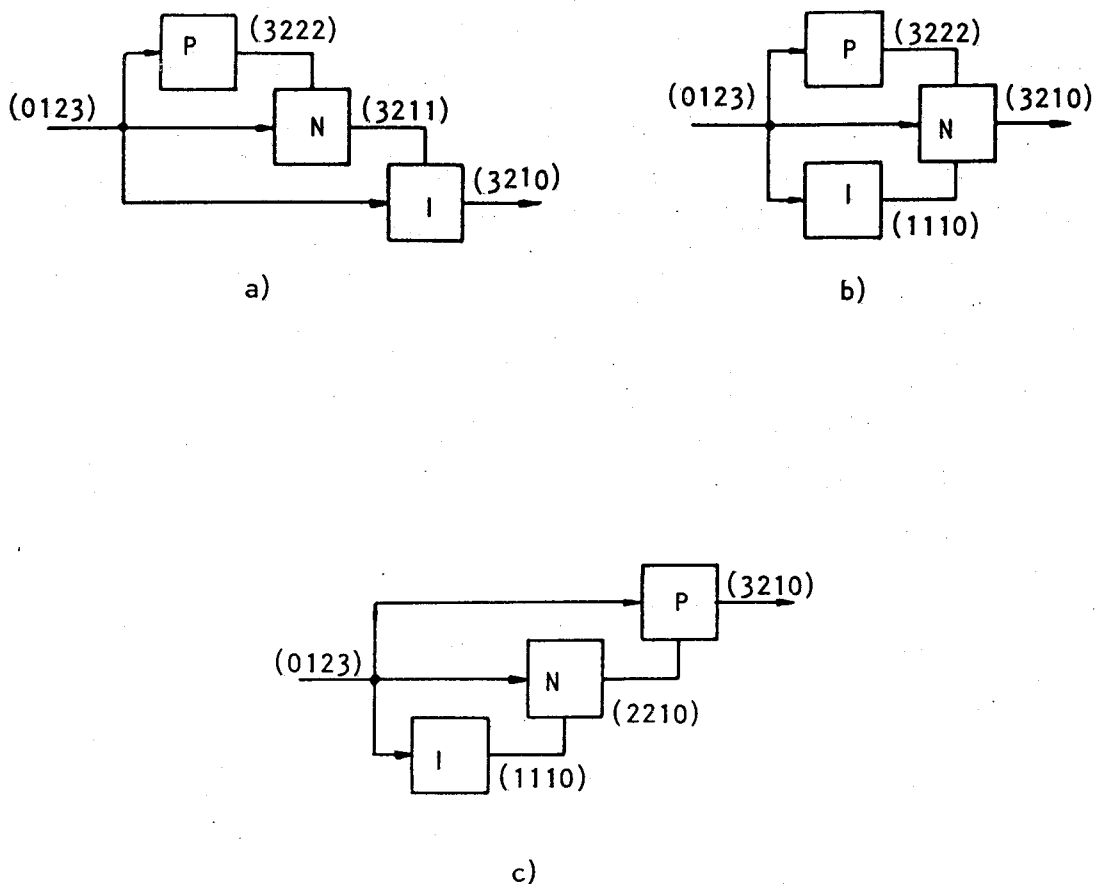 P
(3222)
(0123)
N
(3211)
I
(3210)
a)
P
(3222)
(0123)
N
(3210)
I
(1110)
b)
P
(3210)
(0123)
N
(2210)
I
(1110)
c)